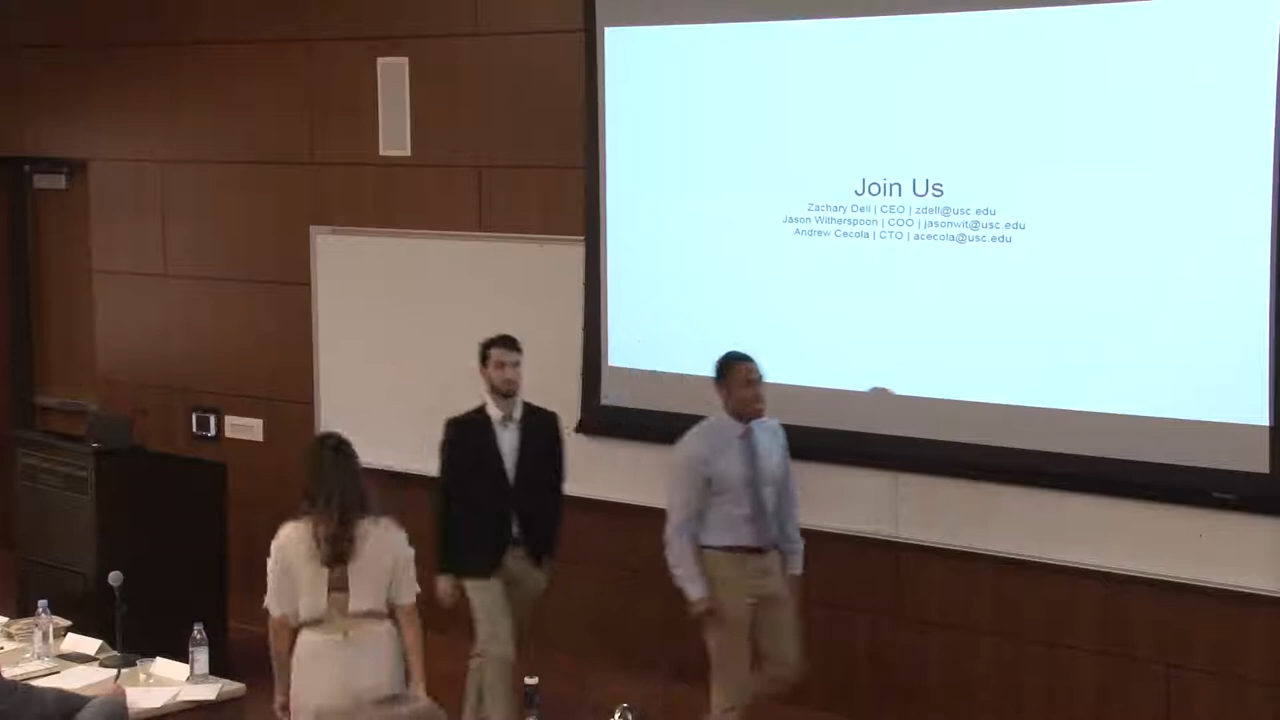 Join Us
Zachary Dell | CEO | zdell@usc.edu
Jason Witherspoon | COO | jasonwit@usc.edu
Andrew Cecola | CTO | acecola@usc.edu